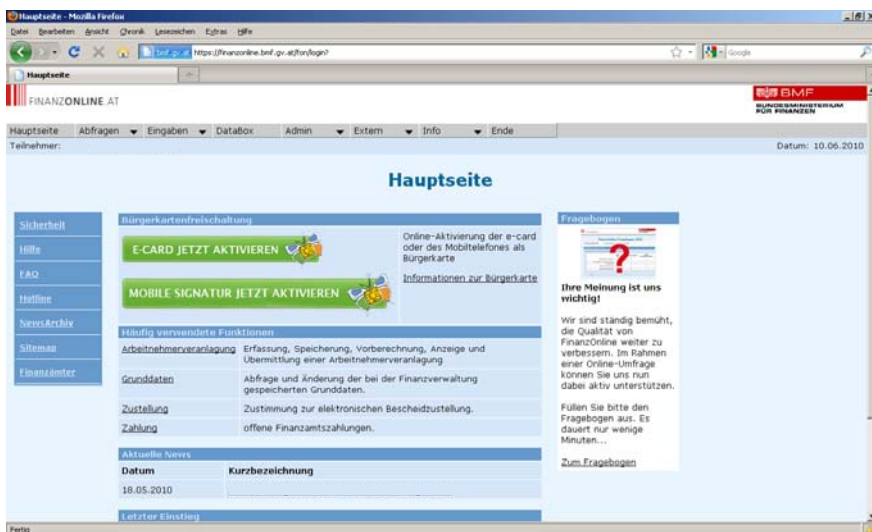 Hauptseite - Mozilla Firefox
Datei Bearbeiten Ansicht Chronik Lesezeichen Extras Hilfe
bmf.gv.at https://finanzonline.bmf.gv.at/fon/login?
Google
Hauptseite
FINANZONLINE.AT
BMF
BUNDESMINISTERIUM
FÜR FINANZEN
Hauptseite Abfragen Eingaben DataBox Admin Extern Info Ende
Teilnehmer: Datum: 10.06.2010
Hauptseite
Sicherheit
Hilfe
FAQ
Hotline
NewsArchiv
Sitemap
Finanzämter
Bürgerkartenfreischaltung
E-CARD JETZT AKTIVIEREN
MOBILE SIGNATUR JETZT AKTIVIEREN
Online-Aktivierung der e-card
oder des Mobiltelefones als
Bürgerkarte
Informationen zur Bürgerkarte
Häufig verwendete Funktionen
Arbeitnehmerveranlagung Erfassung, Speicherung, Vorberechnung, Anzeige und
Übermittlung einer Arbeitnehmerveranlagung
Grunddaten Abfrage und Änderung der bei der Finanzverwaltung
gespeicherten Grunddaten.
Zustellung Zustimmung zur elektronischen Bescheidzustellung.
Zahlung offene Finanzamtszahlungen.
Aktuelle News
Datum Kurzbezeichnung
18.05.2010
Letzter Einstieg
Fragebogen
?
Ihre Meinung ist uns
wichtig!
Wir sind ständig bemüht,
die Qualität von
FinanzOnline weiter zu
verbessern. Im Rahmen
einer Online-Umfrage
können Sie uns nun
dabei aktiv unterstützen.
Füllen Sie bitte den
Fragebogen aus. Es
dauert nur wenige
Minuten...
Zum Fragebogen
Fertig